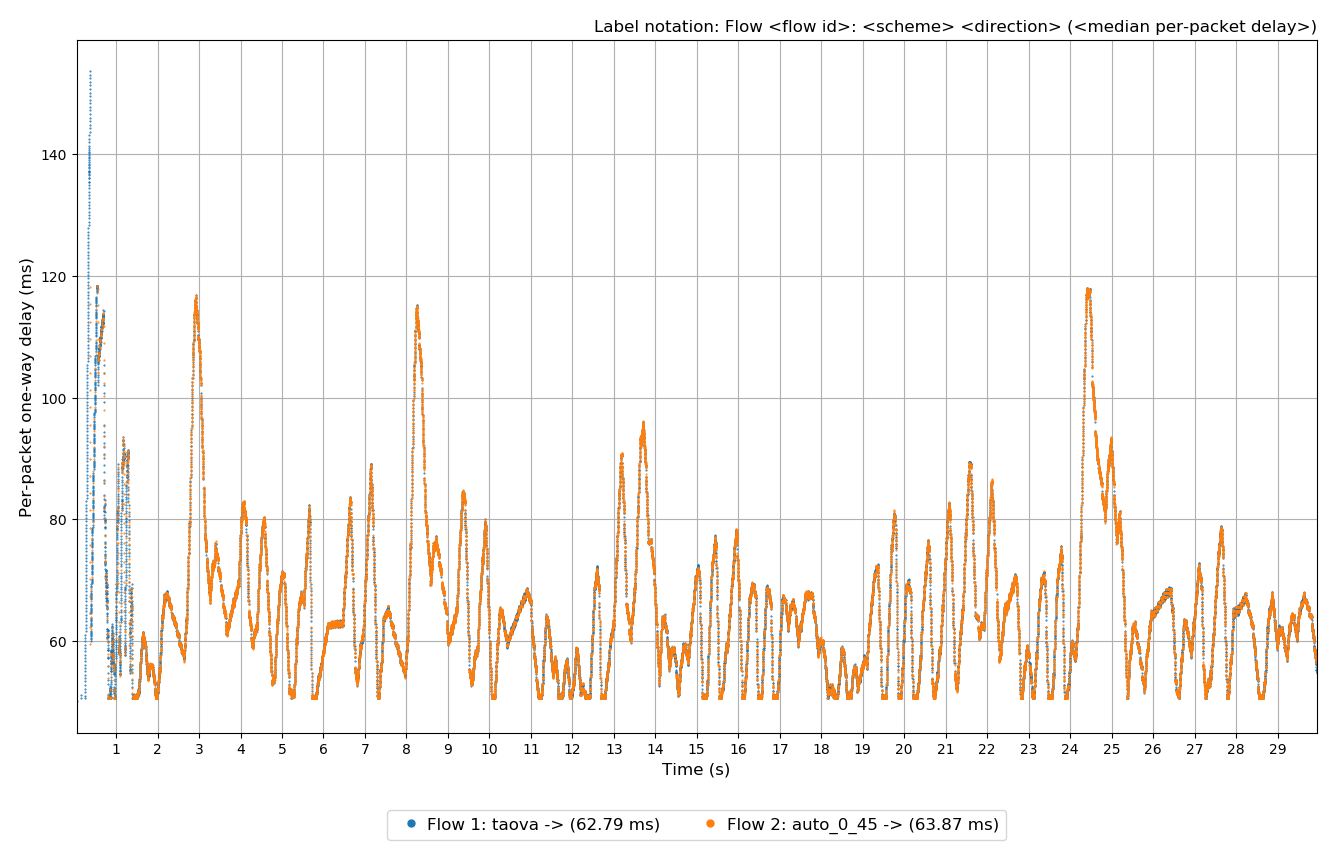 Label notation: Flow <flow id>: <scheme> <direction> (<median per-packet delay>)
Per-packet one-way delay (ms)
140
120
100
80
60
1 2 3 4 5 6 7 8 9 10 11 12 13 14 15 16 17 18 19 20 21 22 23 24 25 26 27 28 29
Time (s)
Flow 1: taova -> (62.79 ms)
Flow 2: auto_0_45 -> (63.87 ms)